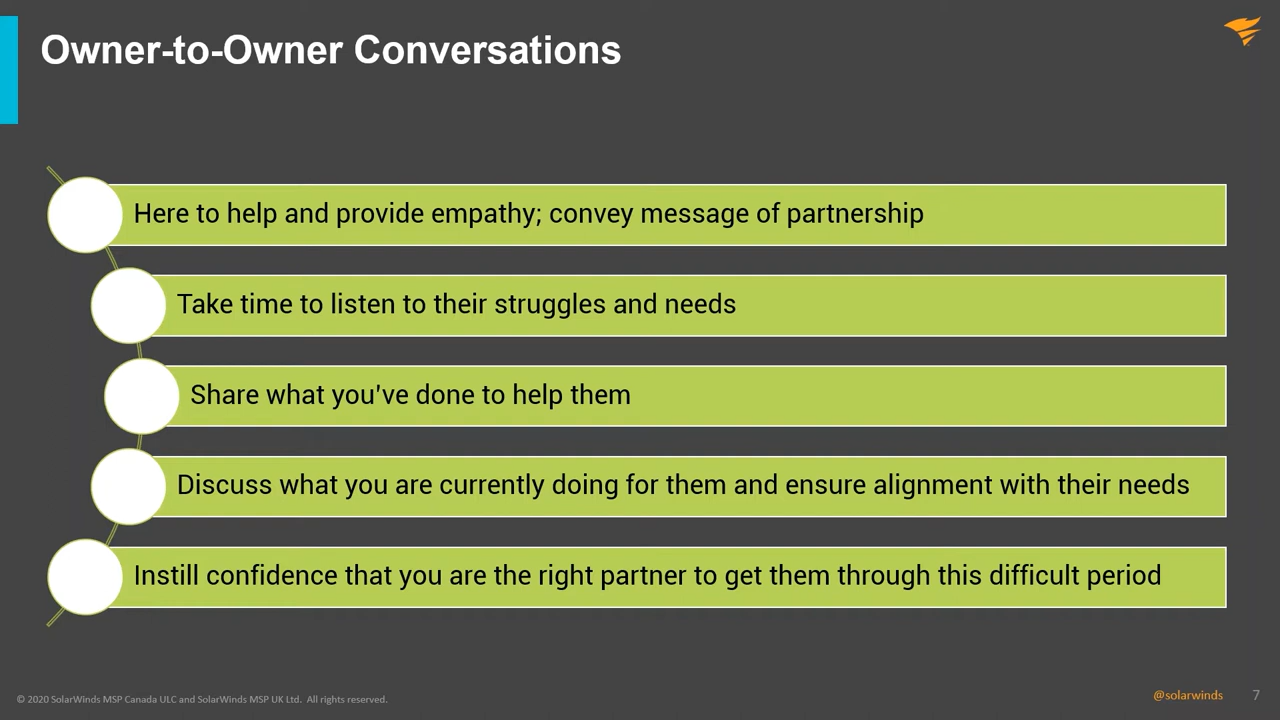 Owner-to-Owner Conversations
Here to help and provide empathy; convey message of partnership
Take time to listen to their struggles and needs
Share what you've done to help them
Discuss what you are currently doing for them and ensure alignment with their needs
Instill confidence that you are the right partner to get them through this difficult period
© 2020 SolarWinds MSP Canada ULC and SolarWinds MSP UK Ltd. All rights reserved.
@solarwinds
7